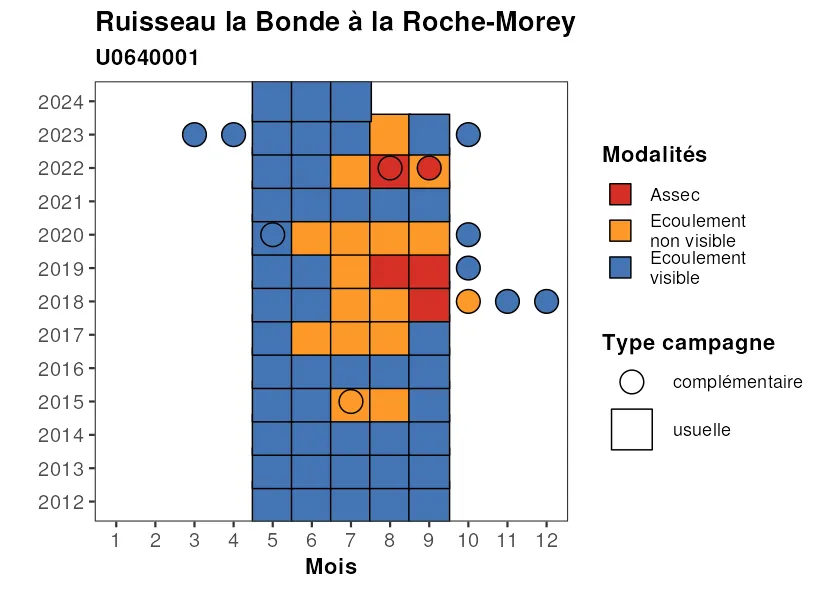 Ruisseau la Bonde à la Roche-Morey
U0640001
2024
2023
2022
2021
2020
2019
2018
2017
2016
2015
2014
2013
2012
1 2 3 4 5 6 7 8 9 10 11 12
Mois
Modalités
Assec
Ecoulement
non visible
Ecoulement
visible
Type campagne
complémentaire
usuelle